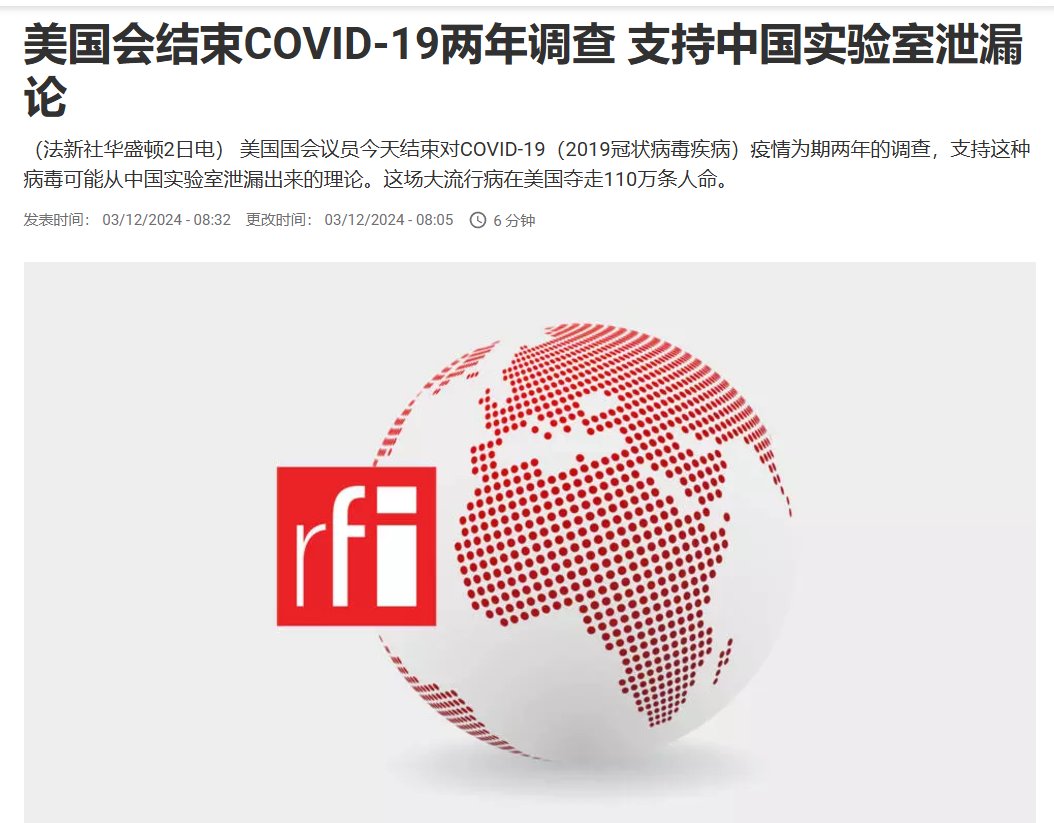 美国会结束COVID-19两年调查 支持中国实验室泄漏
论
（法新社华盛顿2日电） 美国国会议员今天结束对COVID-19（2019冠状病毒疾病）疫情为期两年的调查，支持这种
病毒可能从中国实验室泄漏出来的理论。这场大流行病在美国夺走110万条人命。
发表时间： 03/12/2024 - 08:32 更改时间： 03/12/2024 - 08:05 6 分钟
rfi